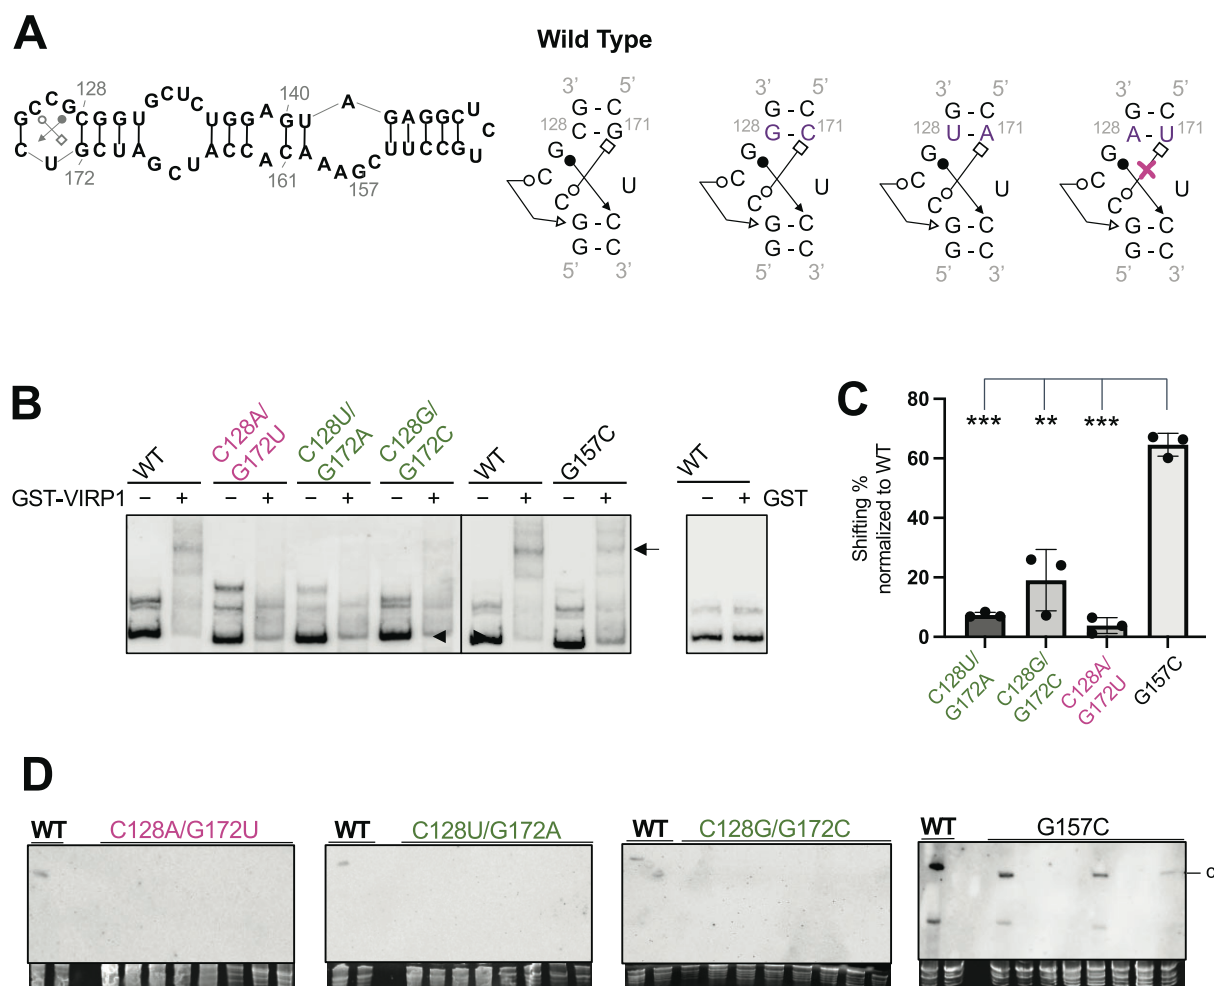 A
Wild Type
128
140
172
161
157
G C C G C G G U G C U C U G G A G U A G A G G C U C U G C C U U C G A A A C A C C A U C G A U C G C U C
3' 5'
G - C
128 C - G 171
G
C
C
U
G - C
G - C
5' 3'
3' 5'
G - C
128 G - C 171
G
C
C
U
G - C
G - C
5' 3'
3' 5'
G - C
U - A
128 171
G
C
C
U
G - C
G - C
5' 3'
3' 5'
G - C
128 171
A - U
G
C
C
U
G - C
G - C
5' 3'
B
WT
C128A/
G172U
C128U/
G172A
C128G/
G172C
WT
G157C
WT
GST-VIRP1 − + − + − + − + − + − +
− + GST
C
Shifting %
normalized to WT
80
60
40
20
0
***
**
***
C128U/
G172A
C128G/
G172C
C128A/
G172U
G157C
D
WT C128A/G172U
WT C128U/G172A
WT C128G/G172C
WT G157C